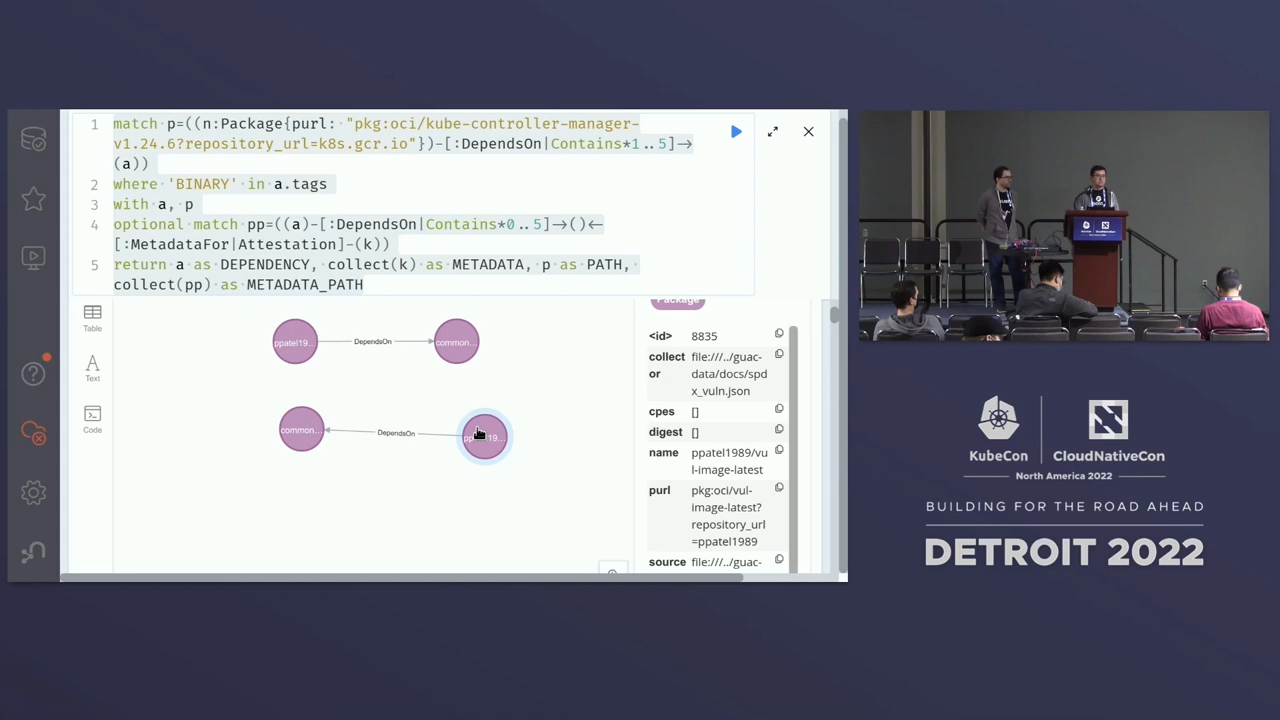 1 match p=((n:Package{purl: "pkg:oci/kube-controller-manager-
v1.24.6?repository_url=k8s.gcr.io"})-[:DependsOn|Contains*1..5]->
(a))
2 where 'BINARY' in a.tags
3 with a, p
4 optional match pp=((a)-[:DependsOn|Contains*0..5]->()<-
[:MetadataFor|Attestation]-(k))
5 return a as DEPENDENCY, collect(k) as METADATA, p as PATH,
collect(pp) as METADATA_PATH
Table
Text
Code
ppatel19...
DependsOn
common...
common...
DependsOn
Package
<id> 8835
collect
or
file:///../guac-
data/docs/spd
x_vuln.json
cpes []
digest []
name ppatel1989/vu
l-image-latest
purl pkg:oci/vul-
image-latest?
repository_url
=ppatel1989
source file:///../guac-
KubeCon
CloudNativeCon
North America 2022
BUILDING FOR THE ROAD AHEAD
DETROIT 2022